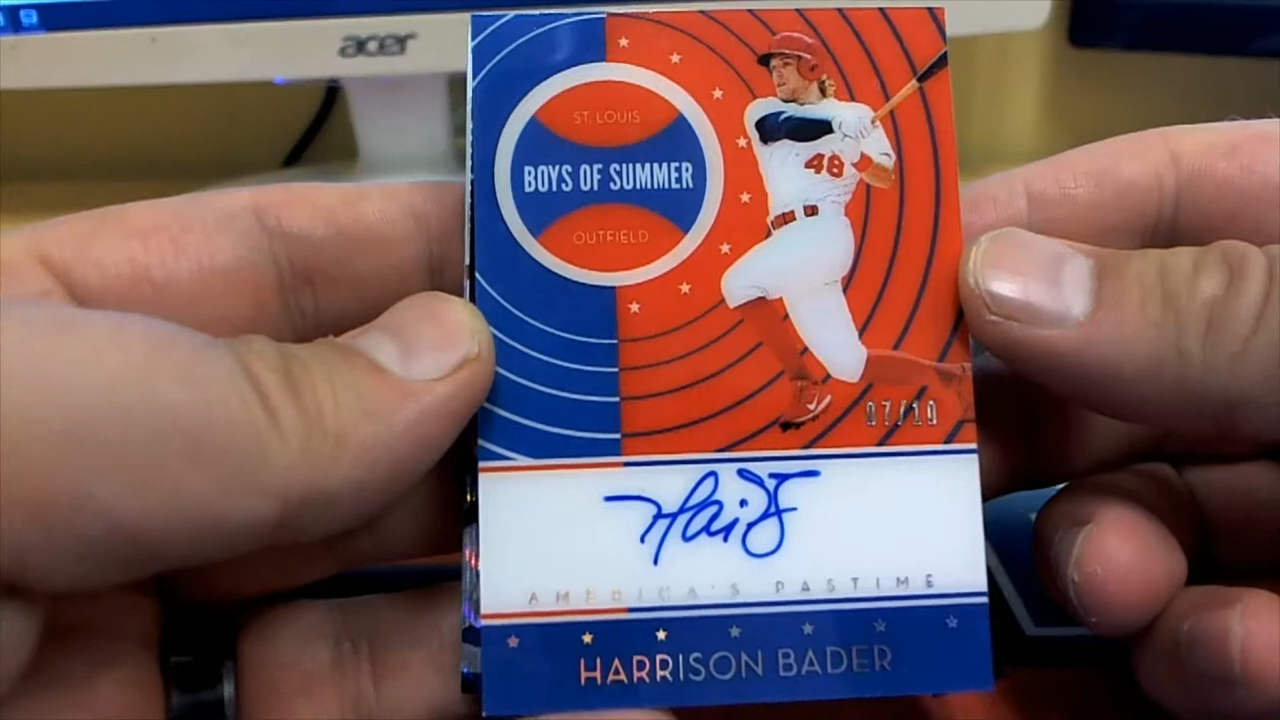 acer
ST. LOUIS
BOYS OF SUMMER
OUTFIELD
48
07/10
AMERICA'S PASTIME
HARRISON BADER